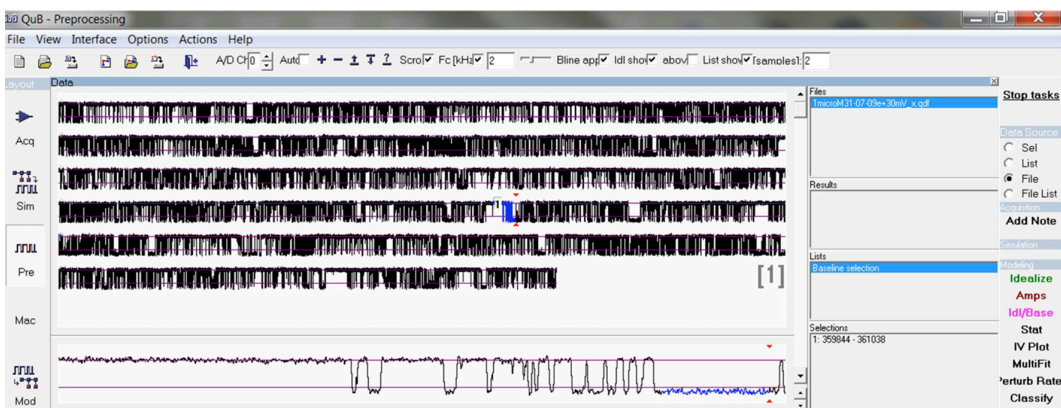 QuB - Preprocessing
File View Interface Options Actions Help
A/D Ch 0 Auto + − Scro Fc [kHz 2 Bline app Idl shov abov List shov [samples]: 2
Layout
Data
Acq
Sim
Pre
Mac
Mod
1
[1]
Files
1microM31-07-09e+30mV_x.qdf
Results
Lists
Baseline selection
Selections
1: 359844 - 361038
Stop tasks
Data Source
Sel
List
File
File List
Acquisition
Add Note
Simulation
Modeling
Idealize
Amps
Idl/Base
Stat
IV Plot
MultiFit
Perturb Rate
Classify